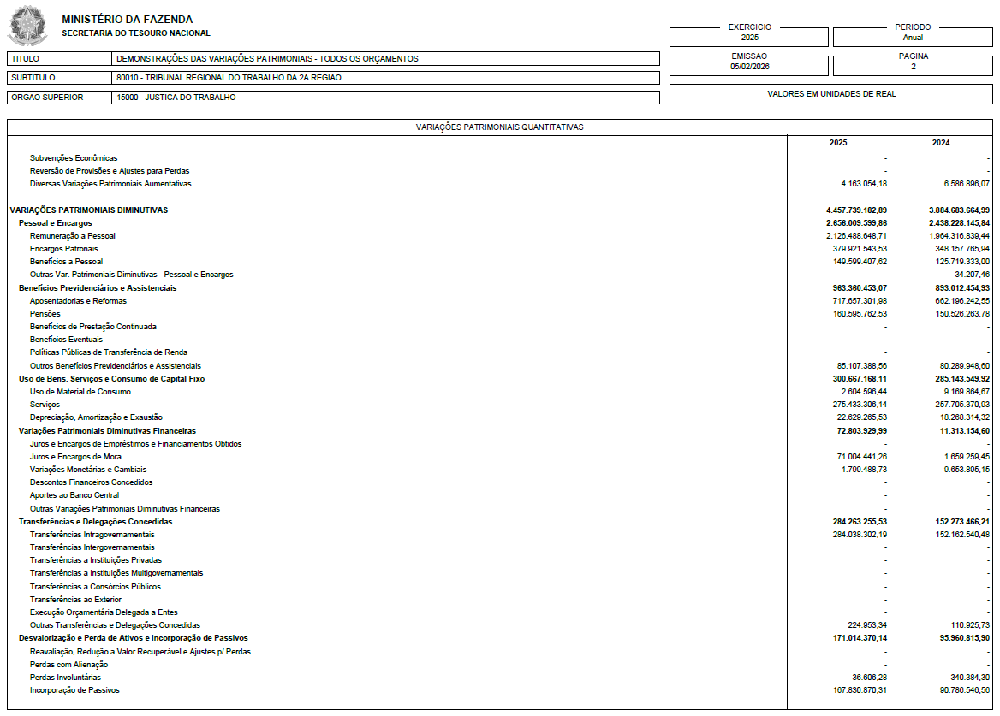 MINISTÉRIO DA FAZENDA
SECRETARIA DO TESOURO NACIONAL
EXERCICIO
2025
PERIODO
Anual
TITULO DEMONSTRAÇÕES DAS VARIAÇÕES PATRIMONIAIS - TODOS OS ORÇAMENTOS
EMISSAO
05/02/2026
PAGINA
2
SUBTITULO 80010 - TRIBUNAL REGIONAL DO TRABALHO DA 2A.REGIAO
ORGAO SUPERIOR 15000 - JUSTICA DO TRABALHO
VALORES EM UNIDADES DE REAL
VARIAÇÕES PATRIMONIAIS QUANTITATIVAS
2025 2024
Subvenções Econômicas - -
Reversão de Provisões e Ajustes para Perdas - -
Diversas Variações Patrimoniais Aumentativas 4.163.054,18 6.586.896,07
VARIAÇÕES PATRIMONIAIS DIMINUTIVAS 4.457.739.182,89 3.884.683.664,99
Pessoal e Encargos 2.656.009.599,86 2.438.228.145,84
Remuneração a Pessoal 2.126.488.648,71 1.964.316.839,44
Encargos Patronais 379.921.543,53 348.157.765,94
Benefícios a Pessoal 149.599.407,62 125.719.333,00
Outras Var. Patrimoniais Diminutivas - Pessoal e Encargos - 34.207,46
Benefícios Previdenciários e Assistenciais 963.360.453,07 893.012.454,93
Aposentadorias e Reformas 717.657.301,98 662.196.242,55
Pensões 160.595.762,53 150.526.263,78
Benefícios de Prestação Continuada - -
Benefícios Eventuais - -
Políticas Públicas de Transferência de Renda - -
Outros Benefícios Previdenciários e Assistenciais 85.107.388,56 80.289.948,60
Uso de Bens, Serviços e Consumo de Capital Fixo 300.667.168,11 285.143.549,92
Uso de Material de Consumo 2.604.596,44 9.169.864,67
Serviços 275.433.306,14 257.705.370,93
Depreciação, Amortização e Exaustão 22.629.265,53 18.268.314,32
Variações Patrimoniais Diminutivas Financeiras 72.803.929,99 11.313.154,60
Juros e Encargos de Empréstimos e Financiamentos Obtidos - -
Juros e Encargos de Mora 71.004.441,26 1.659.259,45
Variações Monetárias e Cambiais 1.799.488,73 9.653.895,15
Descontos Financeiros Concedidos - -
Aportes ao Banco Central - -
Outras Variações Patrimoniais Diminutivas Financeiras - -
Transferências e Delegações Concedidas 284.263.255,53 152.273.466,21
Transferências Intragovernamentais 284.038.302,19 152.162.540,48
Transferências Intergovernamentais - -
Transferências a Instituições Privadas - -
Transferências a Instituições Multigovernamentais - -
Transferências a Consórcios Públicos - -
Transferências ao Exterior - -
Execução Orçamentária Delegada a Entes - -
Outras Transferências e Delegações Concedidas 224.953,34 110.925,73
Desvalorização e Perda de Ativos e Incorporação de Passivos 171.014.370,14 95.960.815,90
Reavaliação, Redução a Valor Recuperável e Ajustes p/ Perdas - -
Perdas com Alienação - -
Perdas Involuntárias 36.606,28 340.384,30
Incorporação de Passivos 167.830.870,31 90.786.546,56